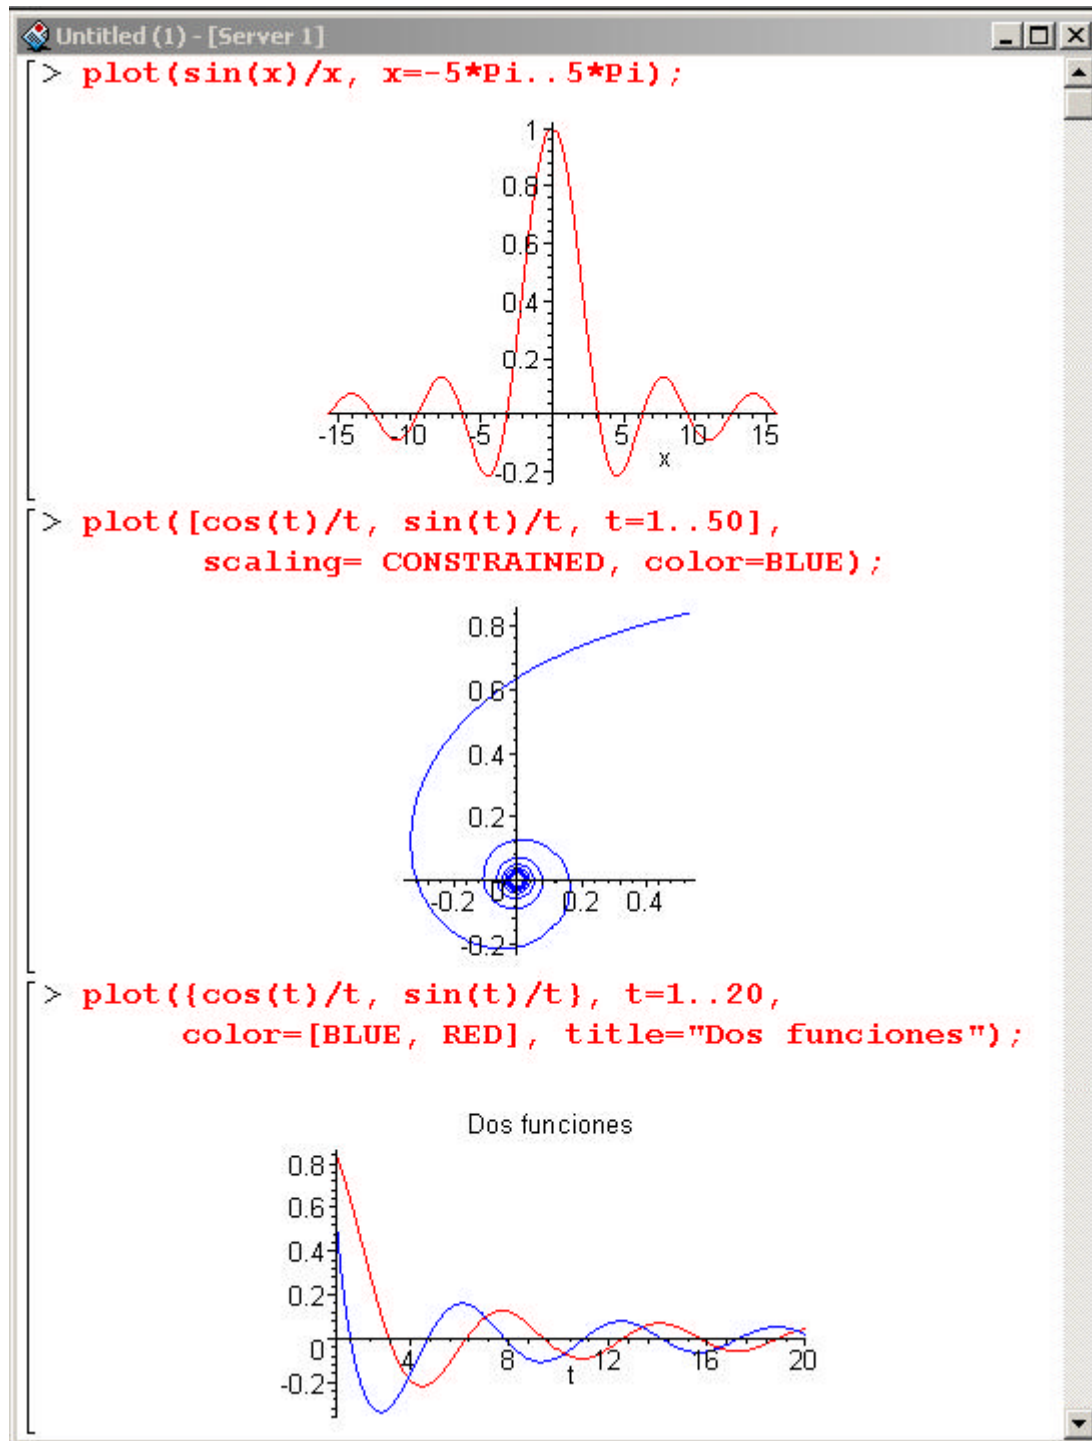 Untitled (1) - [Server 1]
> plot(sin(x)/x, x=-5*Pi..5*Pi);
1
0.8
0.6
0.4
0.2
-15 -10 -5 5 10 15
x
-0.2
> plot([cos(t)/t, sin(t)/t, t=1..50],
scaling= CONSTRAINED, color=BLUE);
0.8
0.6
0.4
0.2
-0.2 0 0.2 0.4
-0.2
> plot({cos(t)/t, sin(t)/t}, t=1..20,
color=[BLUE, RED], title="Dos funciones");
Dos funciones
0.8
0.6
0.4
0.2
0 4 8 12 16 20
t
-0.2